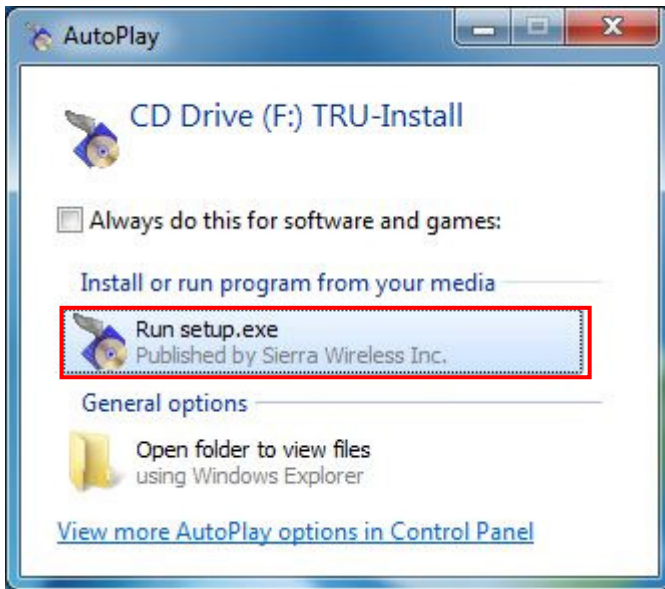 AutoPlay
CD Drive (F:) TRU-Install
Always do this for software and games:
Install or run program from your media
Run setup.exe
Published by Sierra Wireless Inc.
General options
Open folder to view files
using Windows Explorer
View more AutoPlay options in Control Panel